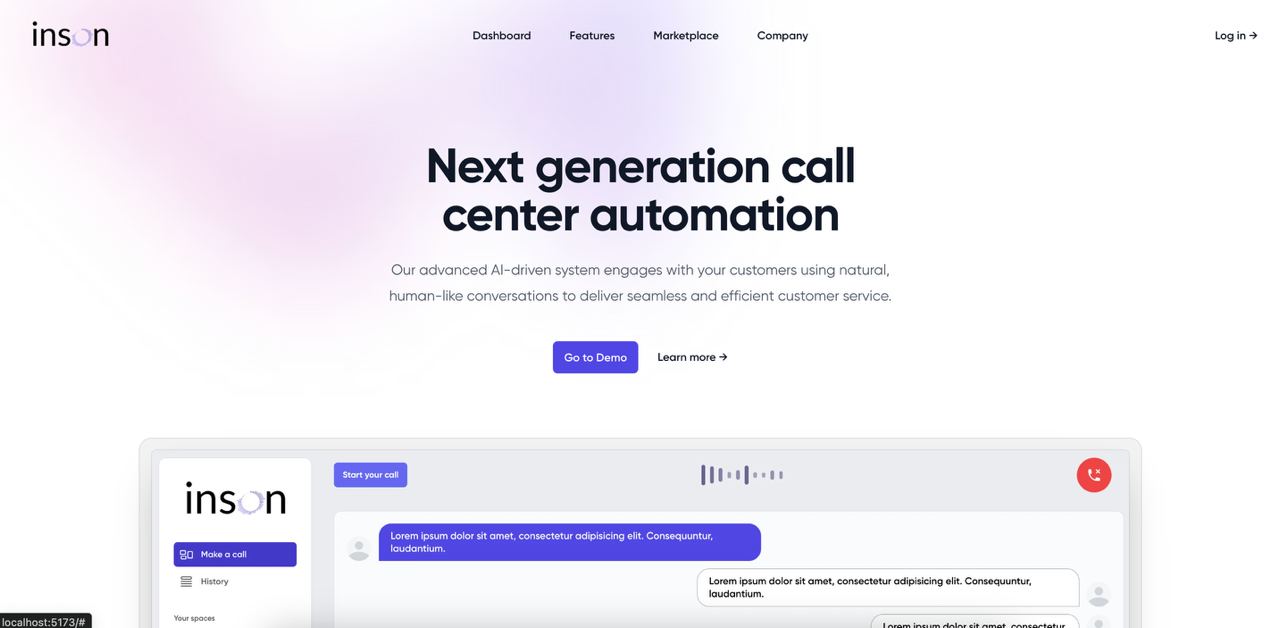 inson
Dashboard
Features
Marketplace
Company
Log in →
Next generation call
center automation
Our advanced AI-driven system engages with your customers using natural,
human-like conversations to deliver seamless and efficient customer service.
Go to Demo
Learn more →
inson
Make a call
History
Your spaces
Start your call
Lorem ipsum dolor sit amet, consectetur adipisicing elit. Consequuntur,
laudantium.
Lorem ipsum dolor sit amet, consectetur adipisicing elit. Consequuntur,
laudantium.
Lorem ipsum dolor sit amet, consectetur
localhost:5173/#